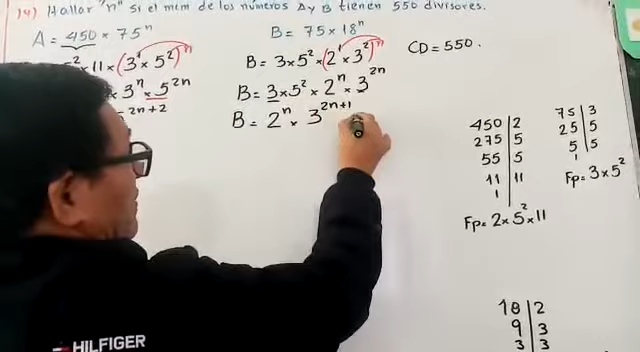 14) Hallar "n" Si el mcm de los números A y B tienen 550 divisores.
A = 450 × 75ⁿ
5² × 11 × (3¹ × 5²)ⁿ
× 3ⁿ × 5²ⁿ
2n+2
B = 75 × 18ⁿ
B = 3 × 5² × (2¹ × 3²)ⁿ
B = 3 × 5² × 2ⁿ × 3²ⁿ
B = 2ⁿ × 3²ⁿ⁺¹
CD = 550.
450 | 2
275 | 5
55 | 5
11 | 11
1
Fp = 2 × 5² × 11
75 | 3
25 | 5
5 | 5
1
Fp = 3 × 5²
18 | 2
9 | 3
3 | 3
HILFIGER